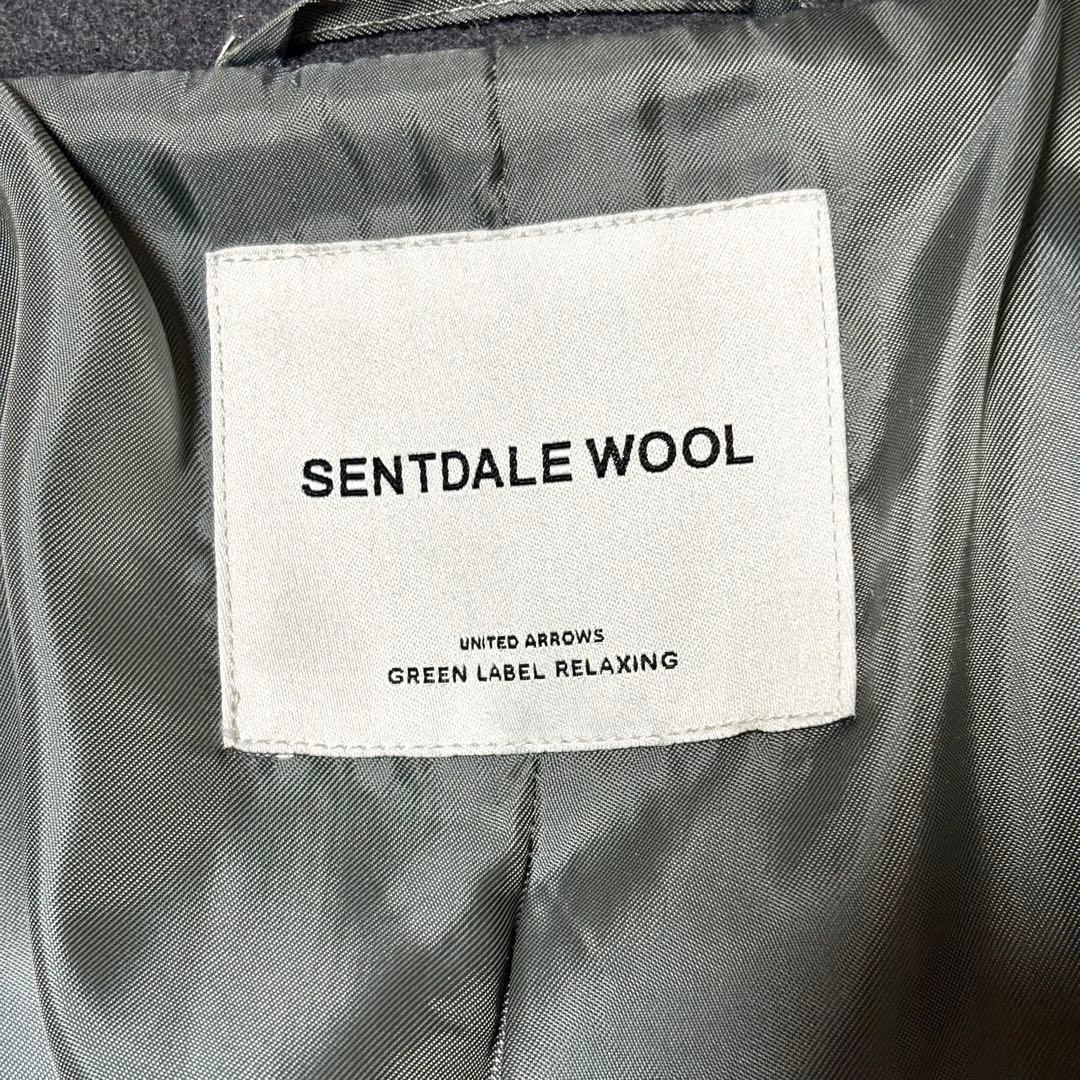 SENTDALE WOOL
UNITED ARROWS
GREEN LABEL RELAXING